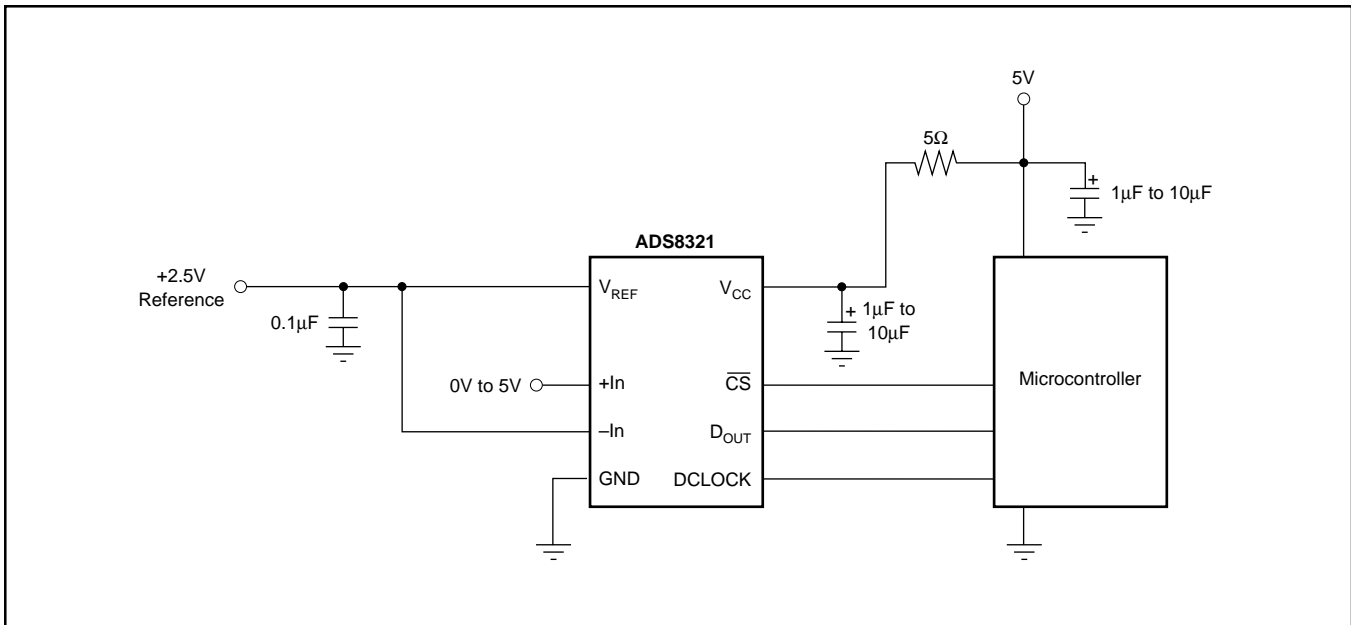 5V
5Ω
+
1μF to 10μF
ADS8321
+2.5V
Reference
0.1μF
V_REF
V_CC
+
1μF to
10μF
0V to 5V
+In
C̅S̅
Microcontroller
–In
D_OUT
GND
DCLOCK